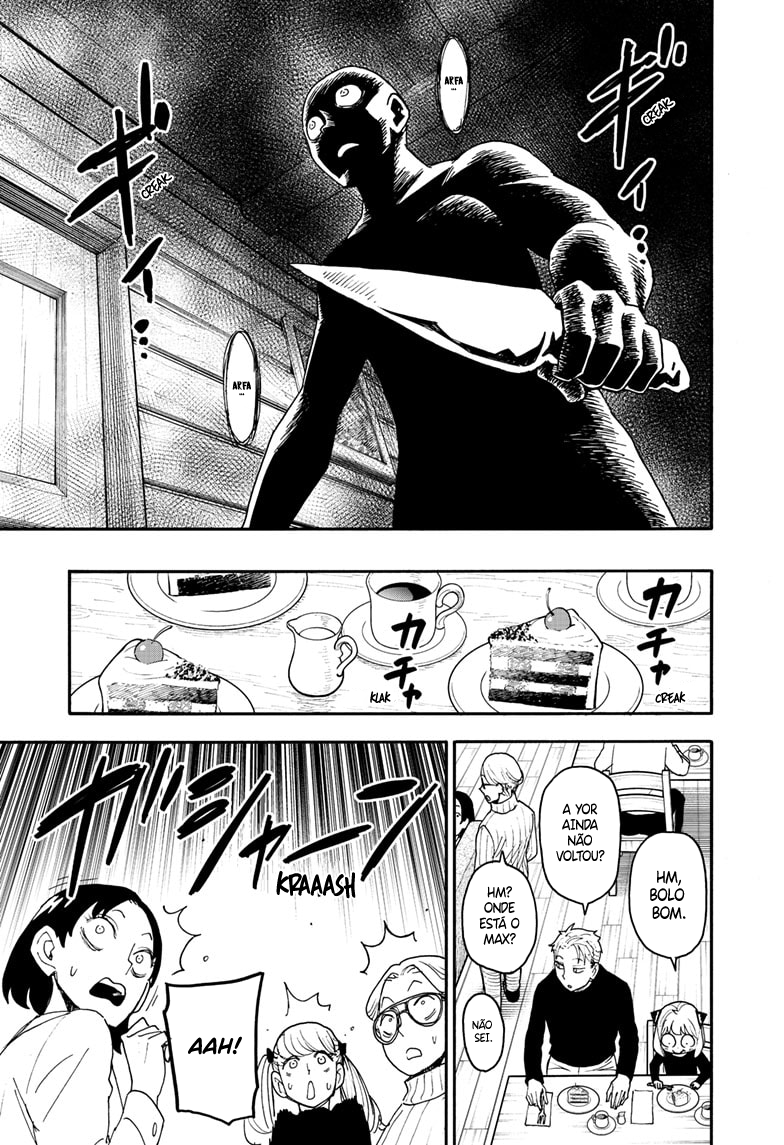 ARFA
...
ギィ...
CREAK
ギィ...
CREAK
ARFA
...
カチャ
CREAK
カチャ
KLAK
HM,
BOLO
BOM.
A YOR
AINDA
NÃO
VOLTOU?
HM?
ONDE
ESTÁ O
MAX?
NÃO
SEI.
ガシャーン
KRAAASH
AAH!